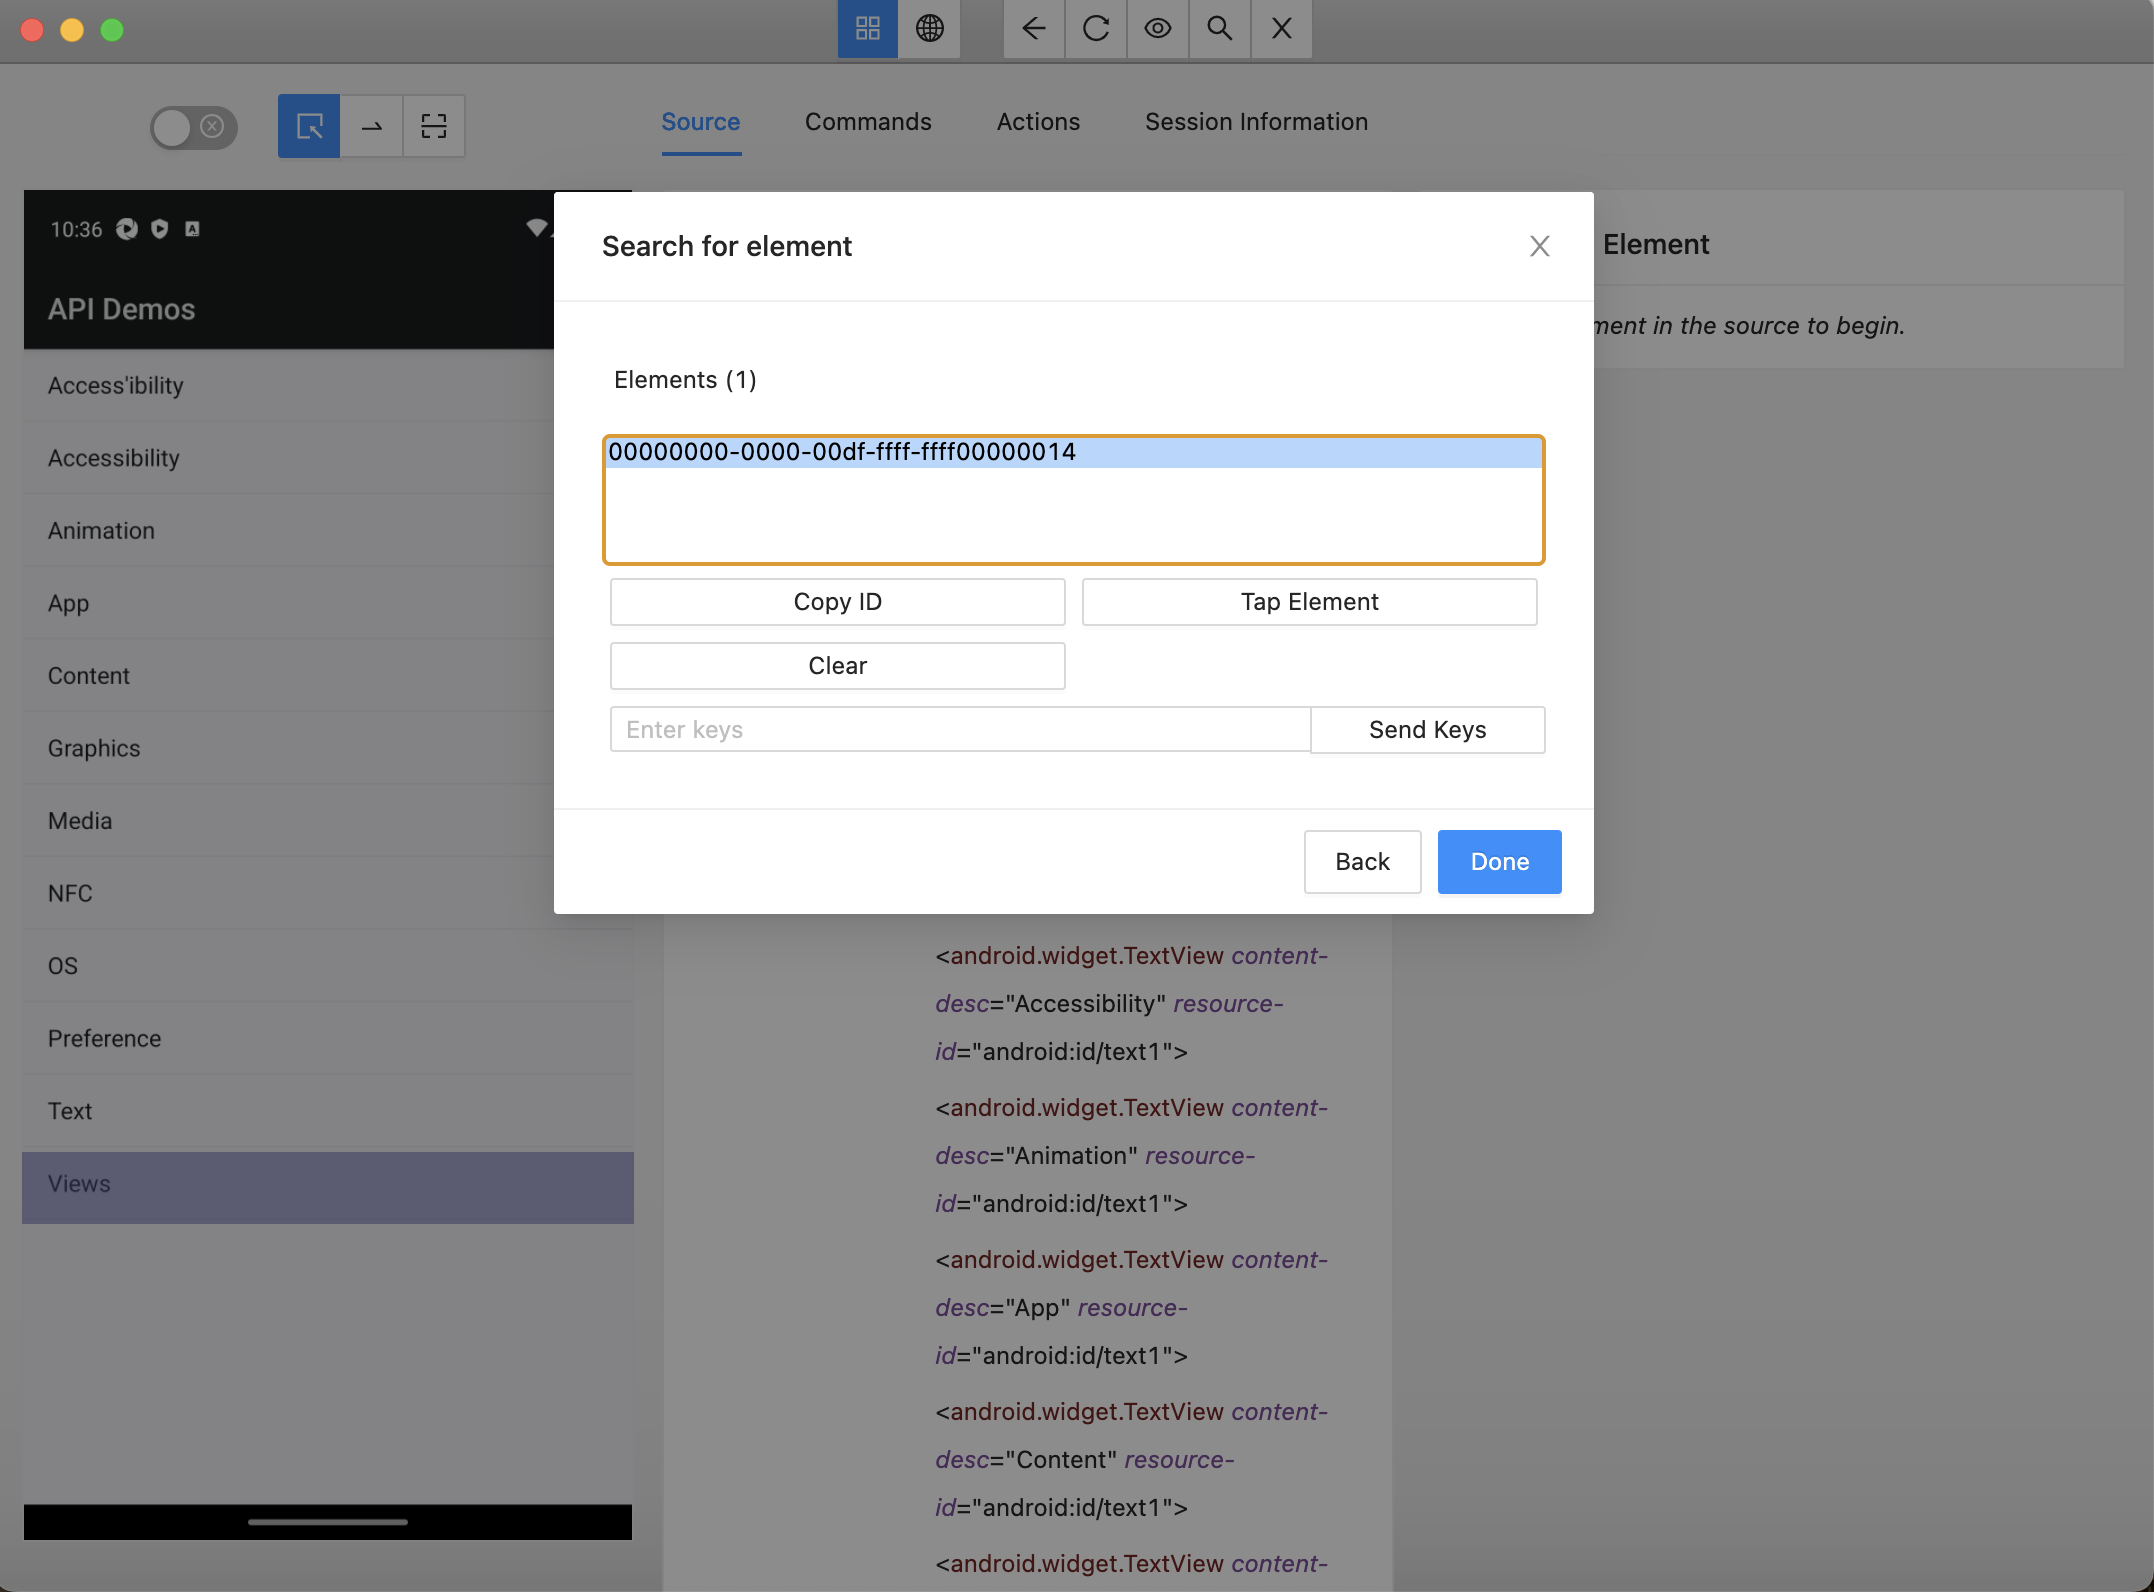 Source
Commands
Actions
Session Information
10:36
API Demos
Access'ibility
Accessibility
Animation
App
Content
Graphics
Media
NFC
OS
Preference
Text
Views
Search for element
X
Elements (1)
00000000-0000-00df-ffff-ffff00000014
Copy ID
Tap Element
Clear
Enter keys
Send Keys
Back
Done
<android.widget.TextView content-
desc="Accessibility" resource-
id="android:id/text1">
<android.widget.TextView content-
desc="Animation" resource-
id="android:id/text1">
<android.widget.TextView content-
desc="App" resource-
id="android:id/text1">
<android.widget.TextView content-
desc="Content" resource-
id="android:id/text1">
<android.widget.TextView content-
Element
in the source to begin.